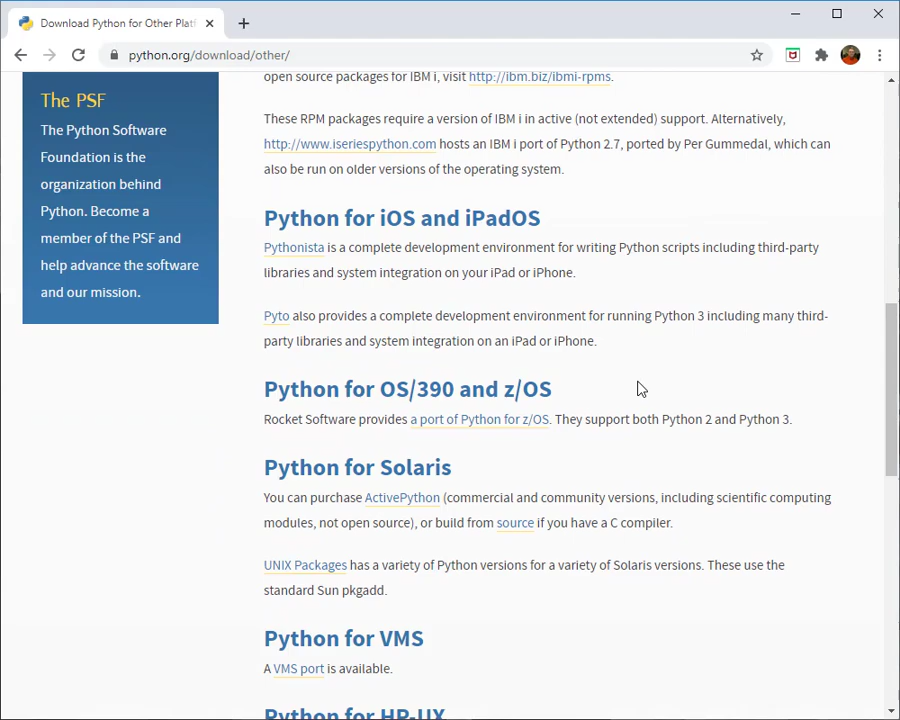 Download Python for Other Plat
python.org/download/other/
The PSF
The Python Software
Foundation is the
organization behind
Python. Become a
member of the PSF and
help advance the software
and our mission.
open source packages for IBM i, visit http://ibm.biz/ibmi-rpms.
These RPM packages require a version of IBM i in active (not extended) support. Alternatively,
http://www.iseriespython.com hosts an IBM i port of Python 2.7, ported by Per Gummedal, which can
also be run on older versions of the operating system.
Python for iOS and iPadOS
Pythonista is a complete development environment for writing Python scripts including third-party
libraries and system integration on your iPad or iPhone.
Pyto also provides a complete development environment for running Python 3 including many third-
party libraries and system integration on an iPad or iPhone.
Python for OS/390 and z/OS
Rocket Software provides a port of Python for z/OS. They support both Python 2 and Python 3.
Python for Solaris
You can purchase ActivePython (commercial and community versions, including scientific computing
modules, not open source), or build from source if you have a C compiler.
UNIX Packages has a variety of Python versions for a variety of Solaris versions. These use the
standard Sun pkgadd.
Python for VMS
A VMS port is available.
Python for HP-UX